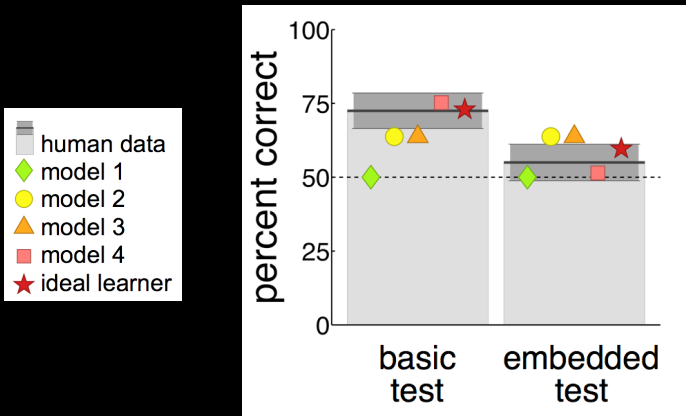 human data
model 1
model 2
model 3
model 4
ideal learner
percent correct
100
75
50
25
0
basic
test
embedded
test